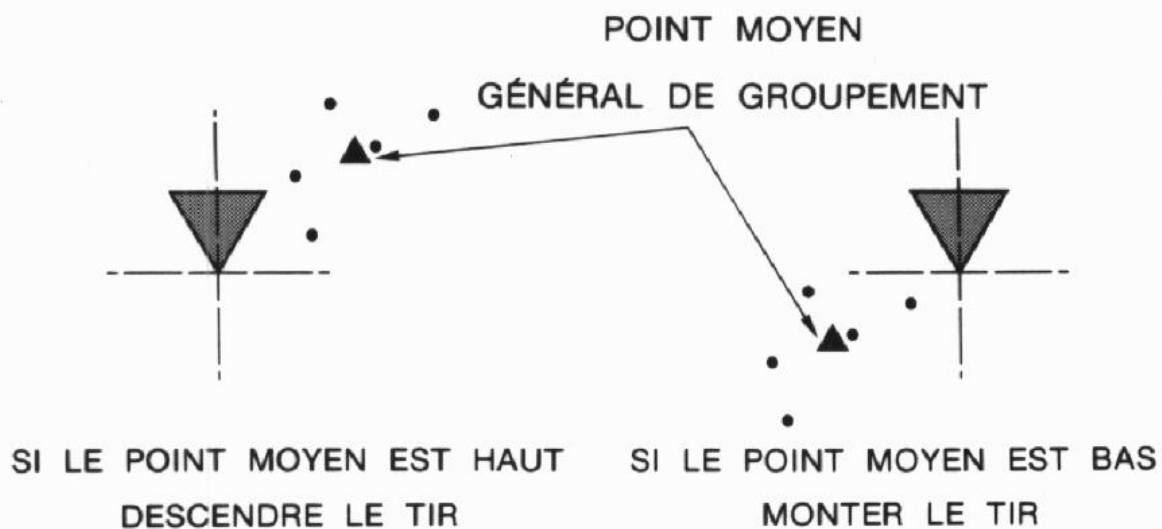 POINT MOYEN
GÉNÉRAL DE GROUPEMENT
SI LE POINT MOYEN EST HAUT
DESCENDRE LE TIR
SI LE POINT MOYEN EST BAS
MONTER LE TIR